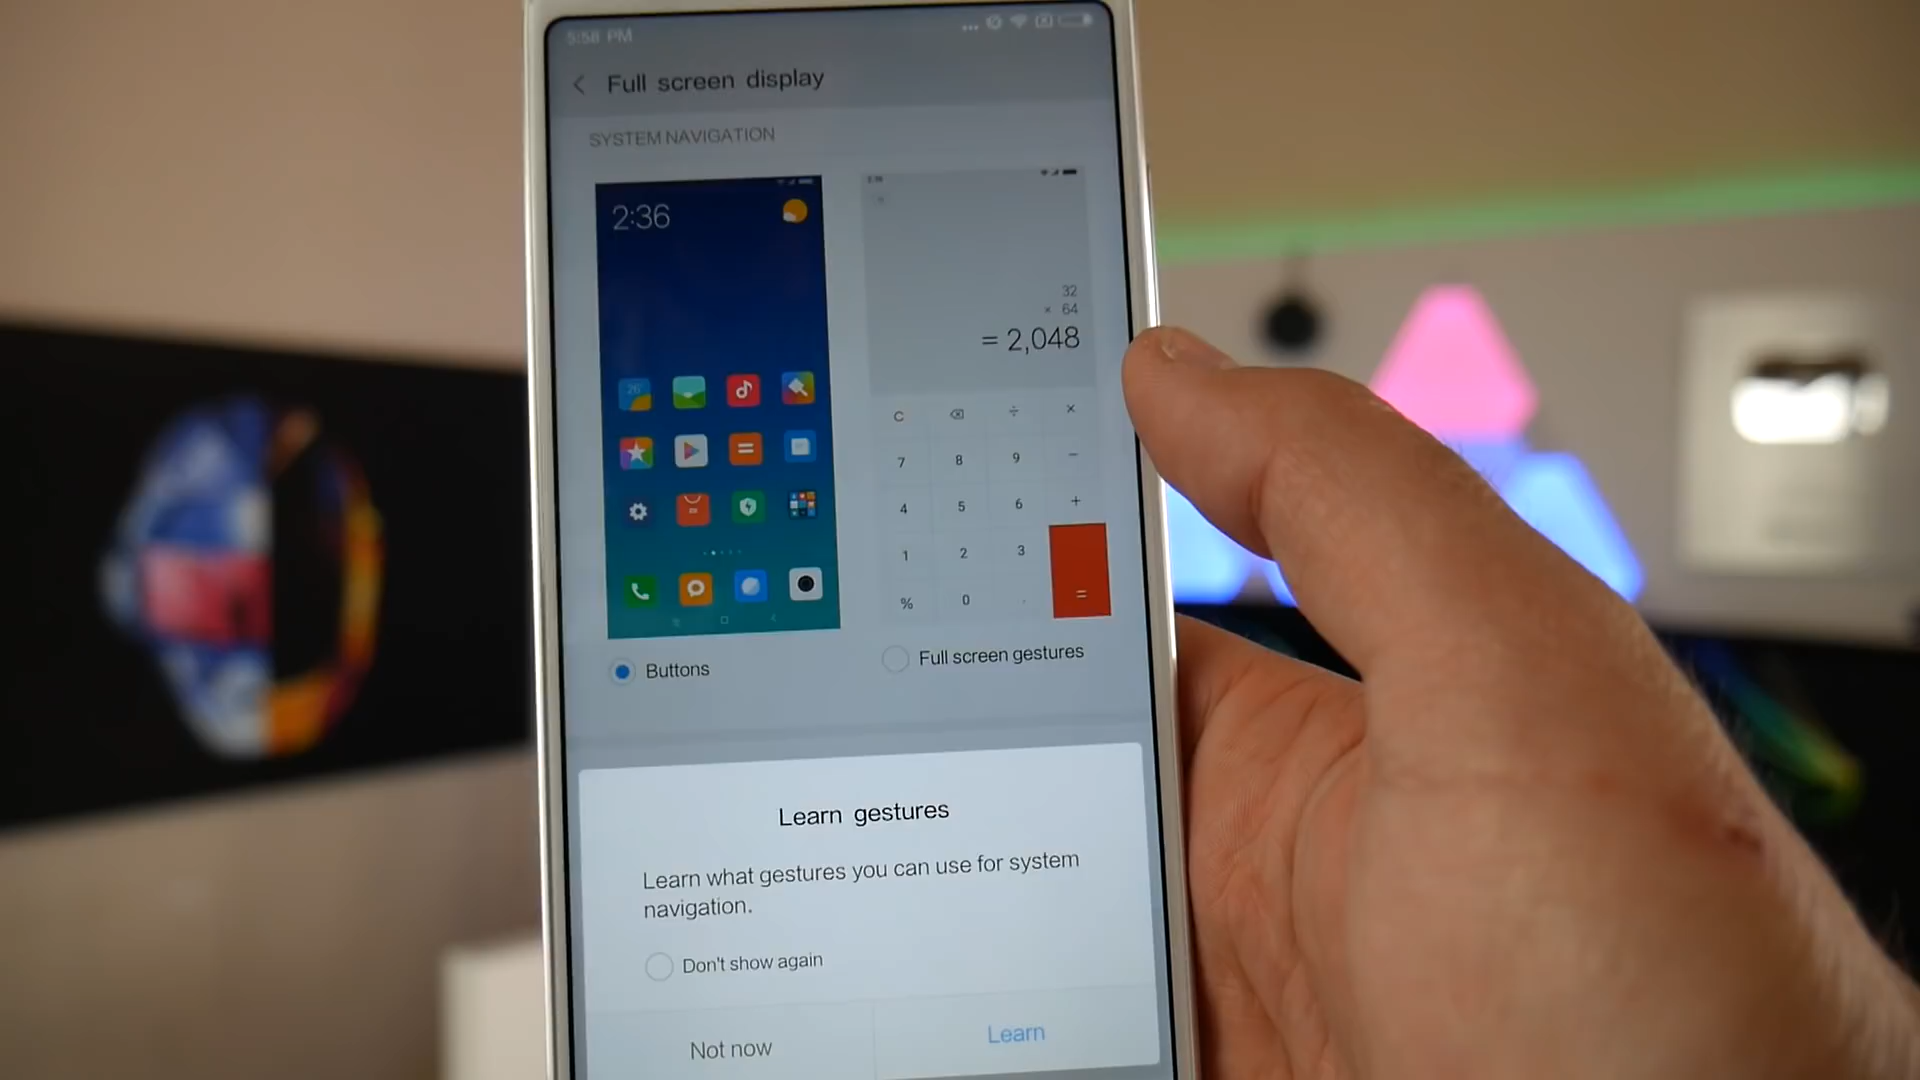 5:58 PM
Full screen display
SYSTEM NAVIGATION
2:36
32
× 64
= 2,048
C ÷ ×
7 8 9 −
4 5 6 +
1 2 3
% 0 . =
Buttons
Full screen gestures
Learn gestures
Learn what gestures you can use for system
navigation.
Don't show again
Not now
Learn